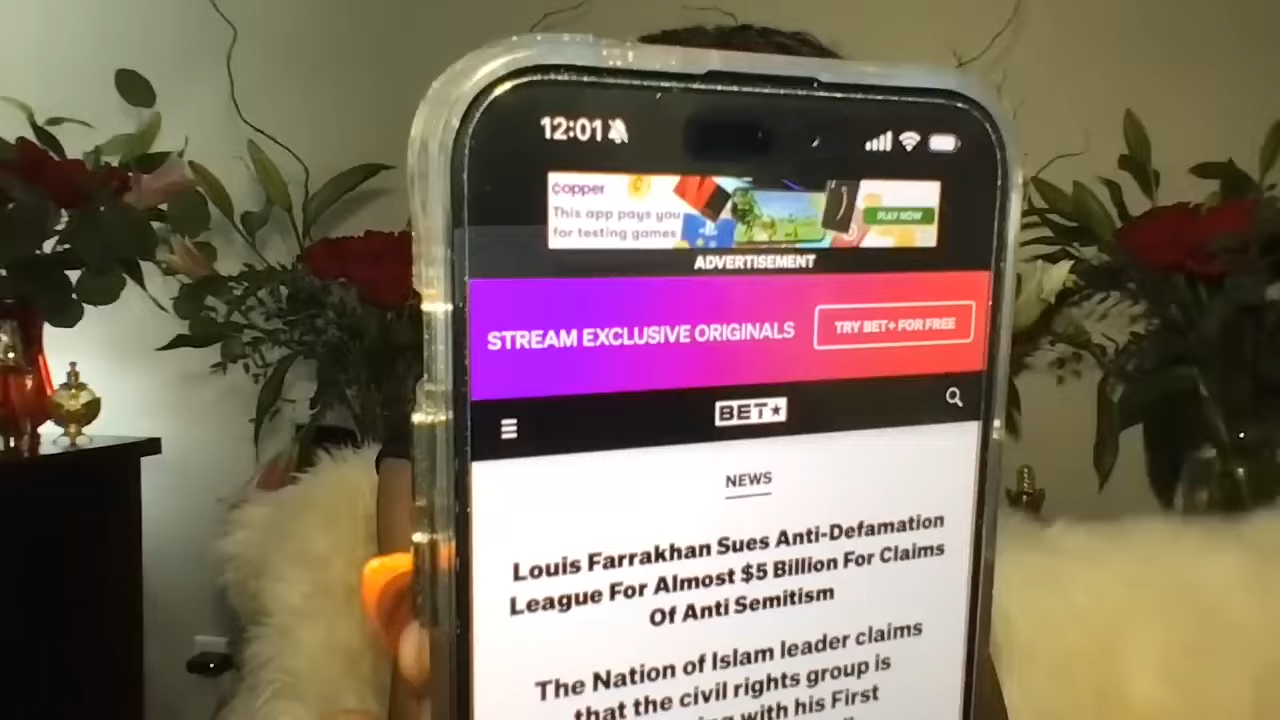 12:01
copper
This app pays you
for testing games
PLAY NOW
ADVERTISEMENT
STREAM EXCLUSIVE ORIGINALS
TRY BET+ FOR FREE
BET★
NEWS
Louis Farrakhan Sues Anti-Defamation
League For Almost $5 Billion For Claims
Of Anti Semitism
The Nation of Islam leader claims
that the civil rights group is
with his First